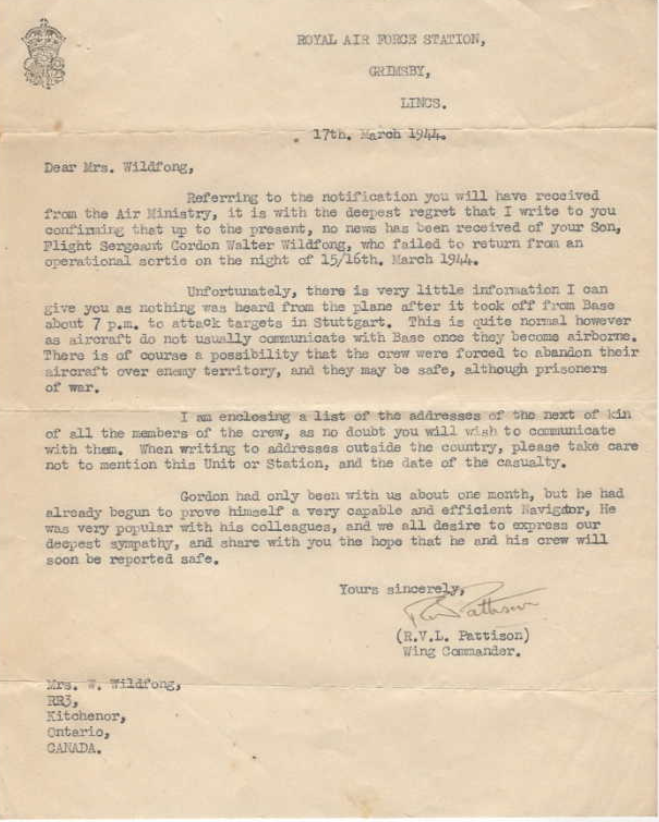 ROYAL AIR FORCE STATION,
GRIMSBY,
LINCS.
17th. March 1944.
Dear Mrs. Wildfong,
Referring to the notification you will have received
from the Air Ministry, it is with the deepest regret that I write to you
confirming that up to the present, no news has been received of your Son,
Flight Sergeant Gordon Walter Wildfong, who failed to return from an
operational sortie on the night of 15/16th. March 1944.
Unfortunately, there is very little information I can
give you as nothing was heard from the plane after it took off from Base
about 7 p.m. to attack targets in Stuttgart. This is quite normal however
as aircraft do not usually communicate with Base once they become airborne.
There is of course a possibility that the crew were forced to abandon their
aircraft over enemy territory, and they may be safe, although prisoners
of war.
I am enclosing a list of the addresses of the next of kin
of all the members of the crew, as no doubt you will wish to communicate
with them. When writing to addresses outside the country, please take care
not to mention this Unit or Station, and the date of the casualty.
Gordon had only been with us about one month, but he had
already begun to prove himself a very capable and efficient Navigator, He
was very popular with his colleagues, and we all desire to express our
deepest sympathy, and share with you the hope that he and his crew will
soon be reported safe.
Yours sincerely,
R V Pattison
(R.V.L. Pattison)
Wing Commander.
Mrs. W. Wildfong,
RR3,
Kitchenor,
Ontario,
CANADA.